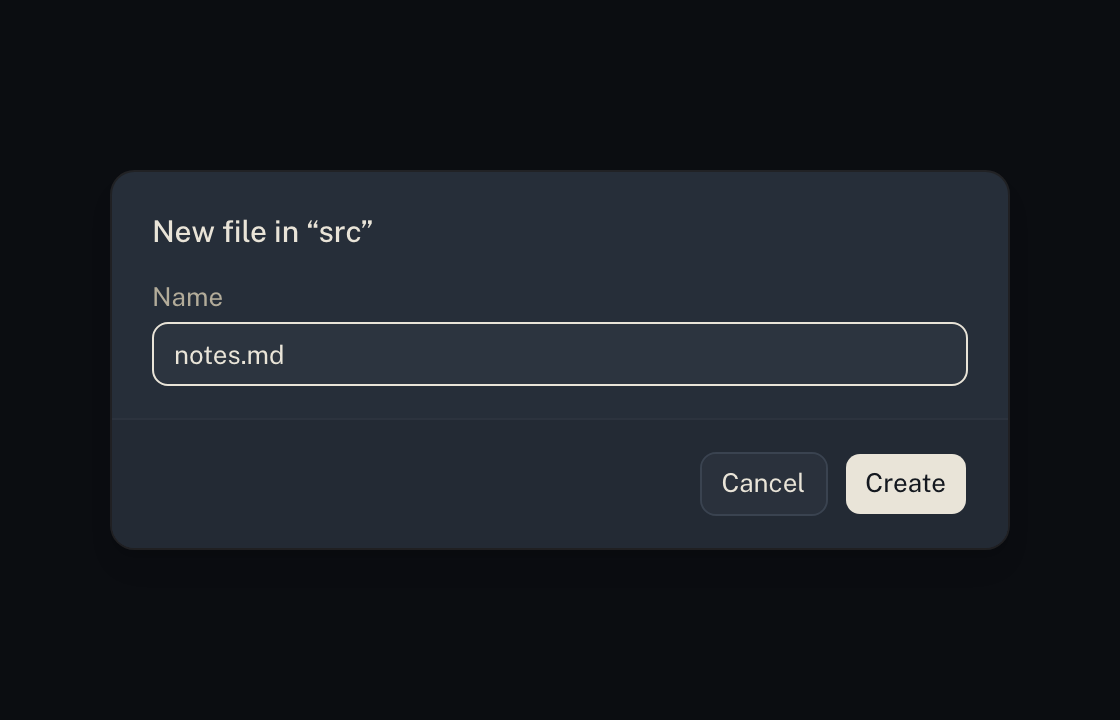 New file in “src”
Name
notes.md
Cancel
Create